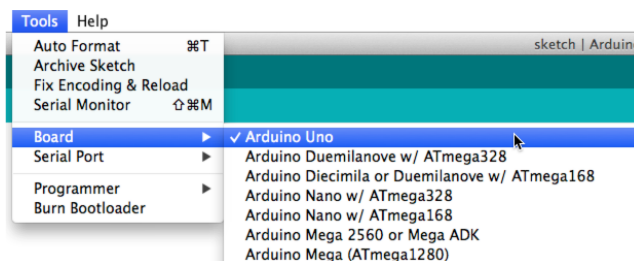 Tools Help
Auto Format ⌘T
sketch | Arduin
Archive Sketch
Fix Encoding & Reload
Serial Monitor ⇧⌘M
Board ▶ ✓ Arduino Uno
Serial Port ▶ Arduino Duemilanove w/ ATmega328
Arduino Diecimila or Duemilanove w/ ATmega168
Programmer ▶ Arduino Nano w/ ATmega328
Burn Bootloader Arduino Nano w/ ATmega168
Arduino Mega 2560 or Mega ADK
Arduino Mega (ATmega1280)